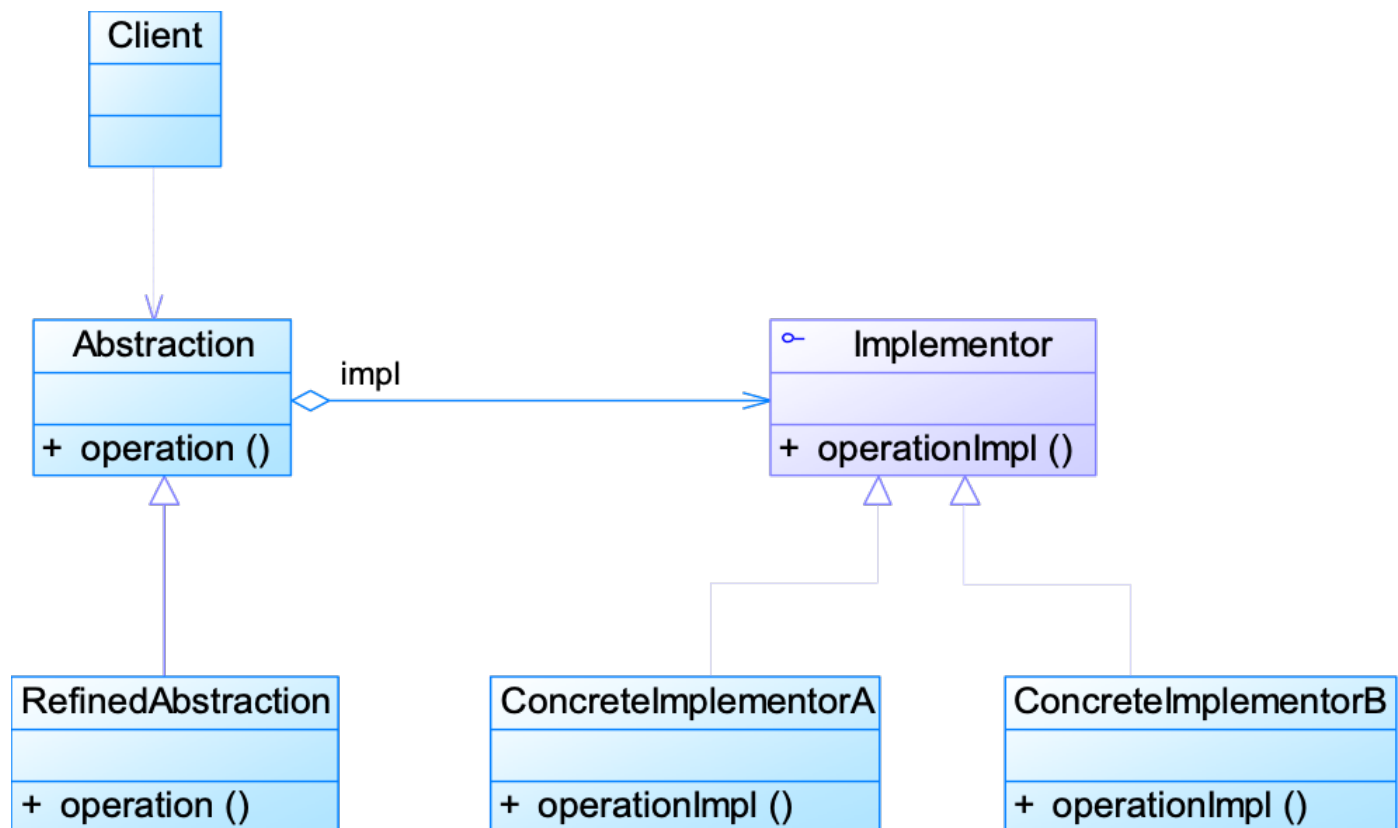 Client
Abstraction
impl
Implementor
+ operation ()
+ operationImpl ()
RefinedAbstraction
ConcreteImplementorA
ConcreteImplementorB
+ operation ()
+ operationImpl ()
+ operationImpl ()